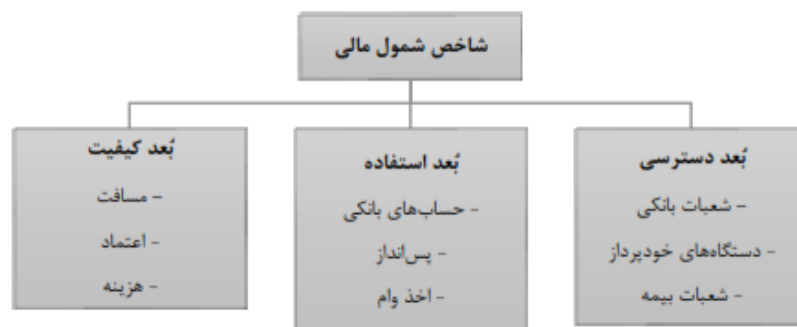 شاخص شمول مالی
بُعد دسترسی
- شعبات بانکی
- دستگاه‌های خودپرداز
- شعبات بیمه
بُعد استفاده
- حساب‌های بانکی
- پس‌انداز
- اخذ وام
بُعد کیفیت
- مسافت
- اعتماد
- هزینه